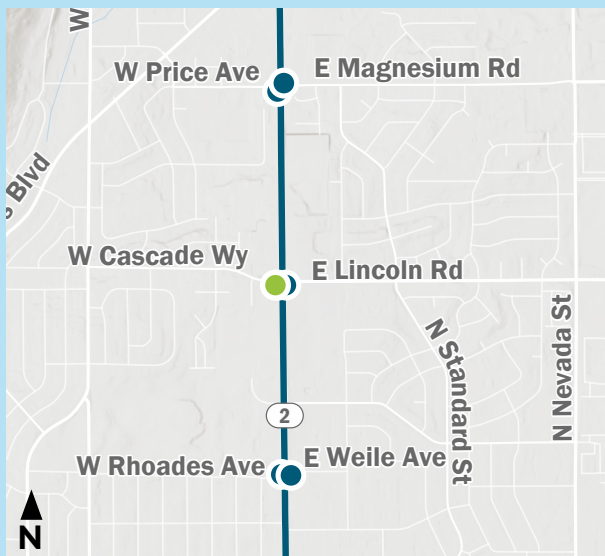 W
W Price Ave
E Magnesium Rd
s Blvd
W Cascade Wy
E Lincoln Rd
N Standard St
N Nevada St
2
W Rhoades Ave
E Weile Ave
N